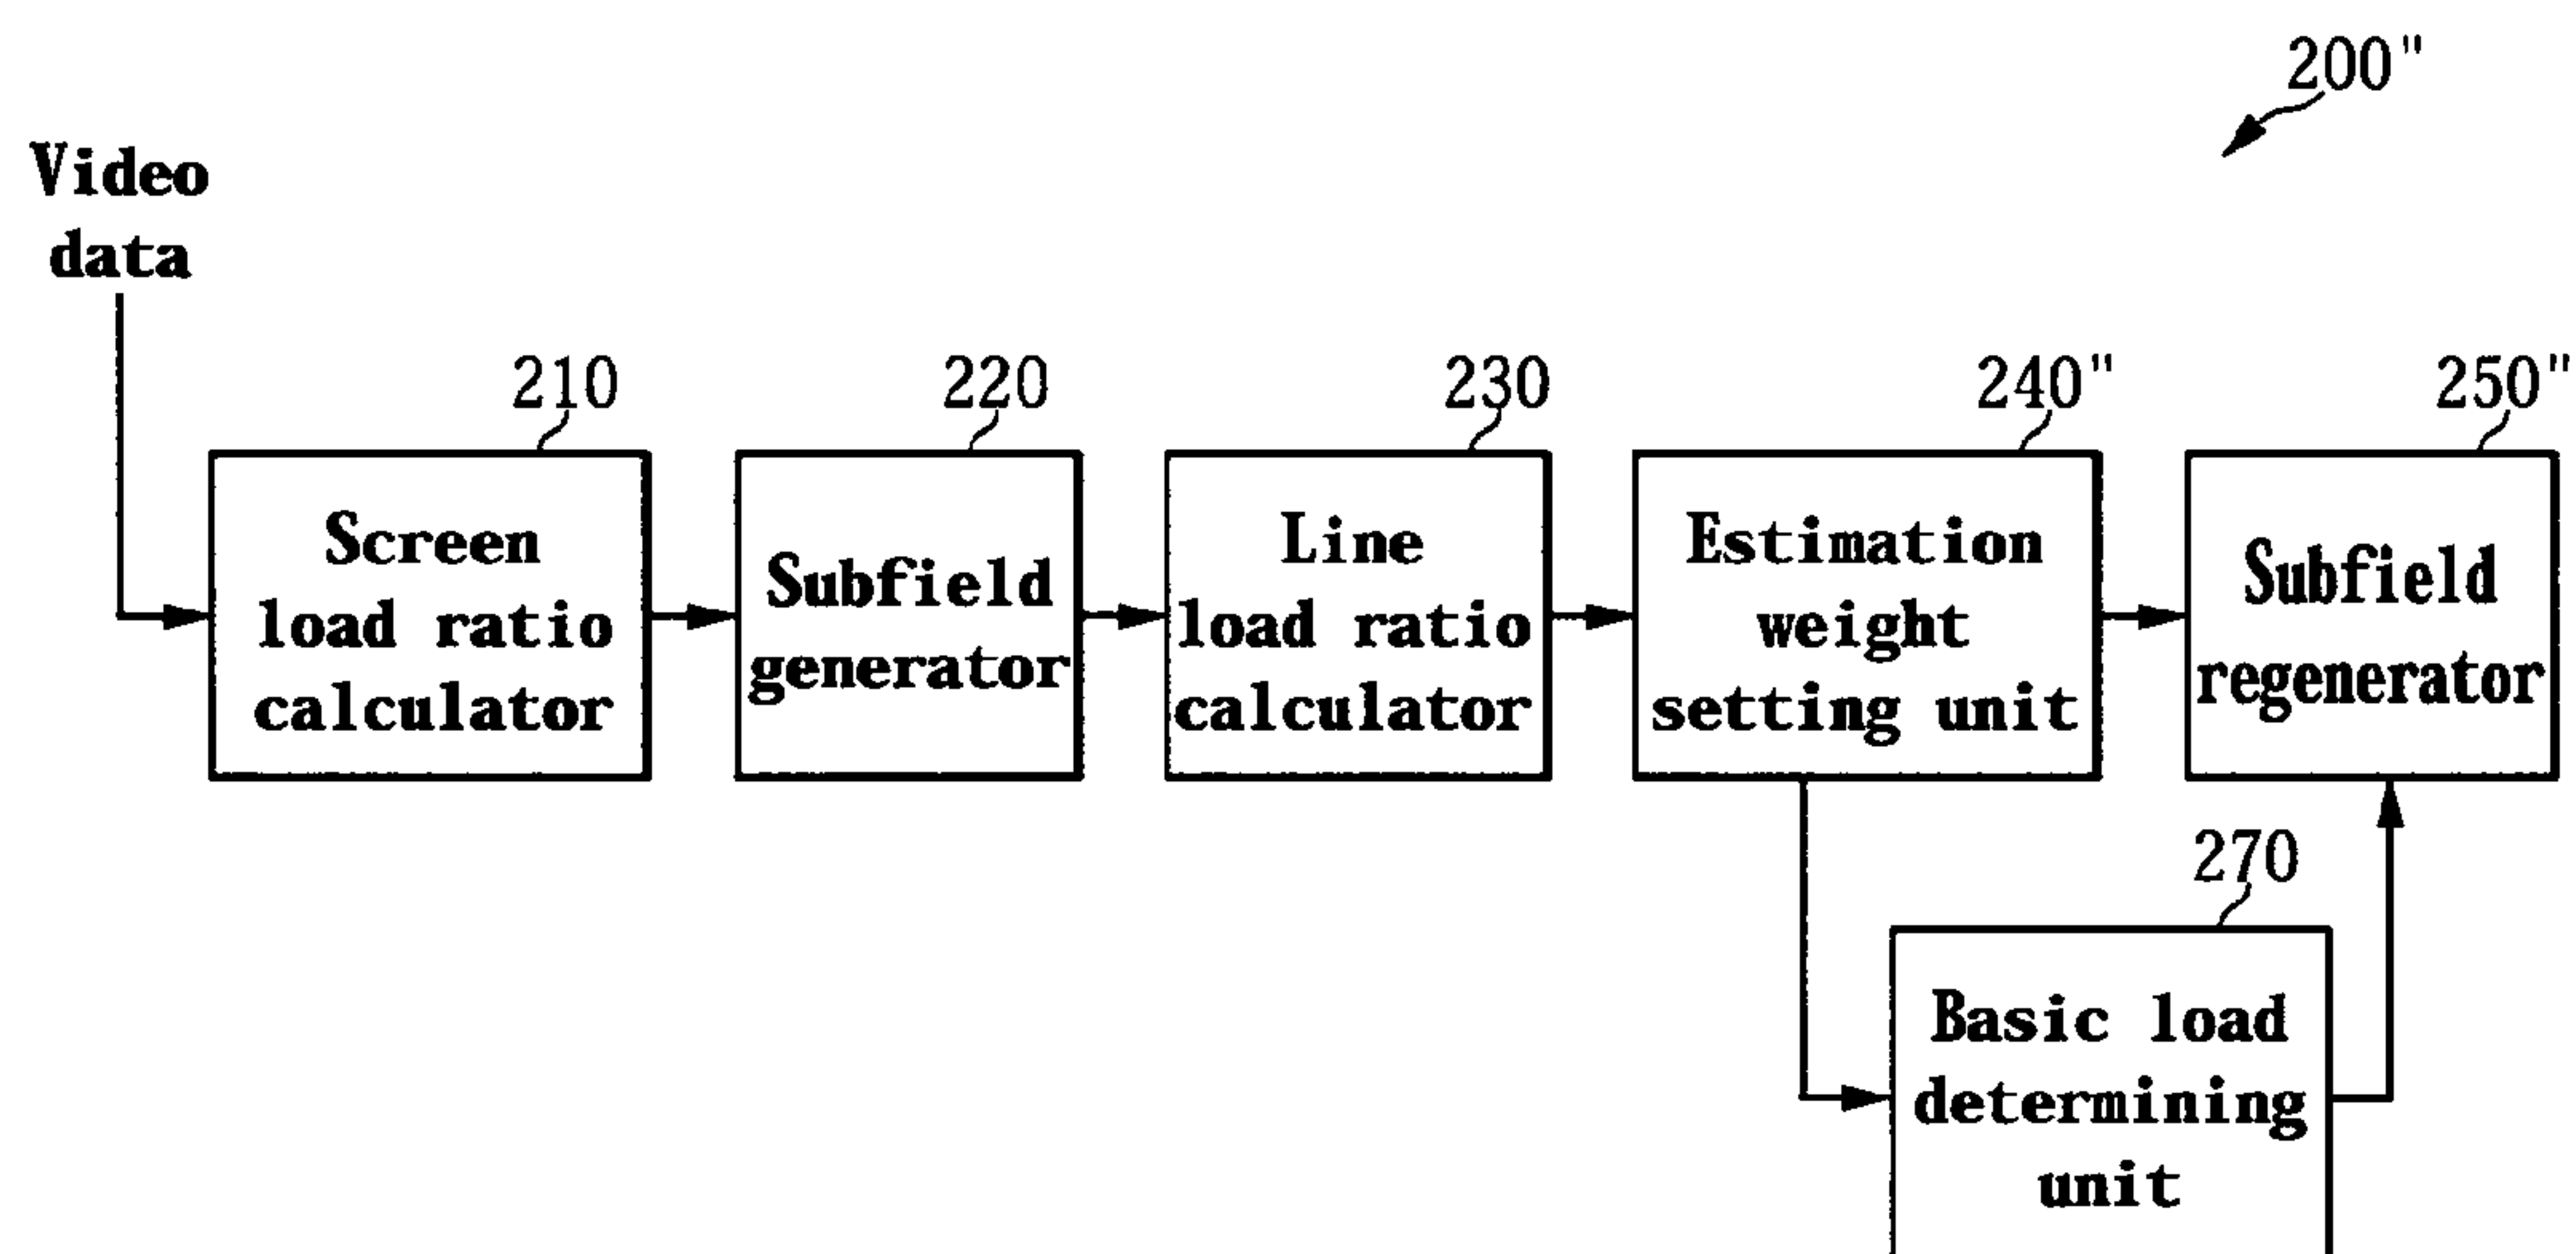 200"
Video
data
210
220
230
240"
250"
Screen
load ratio
calculator
Subfield
generator
Line
load ratio
calculator
Estimation
weight
setting unit
Subfield
regenerator
270
Basic load
determining
unit